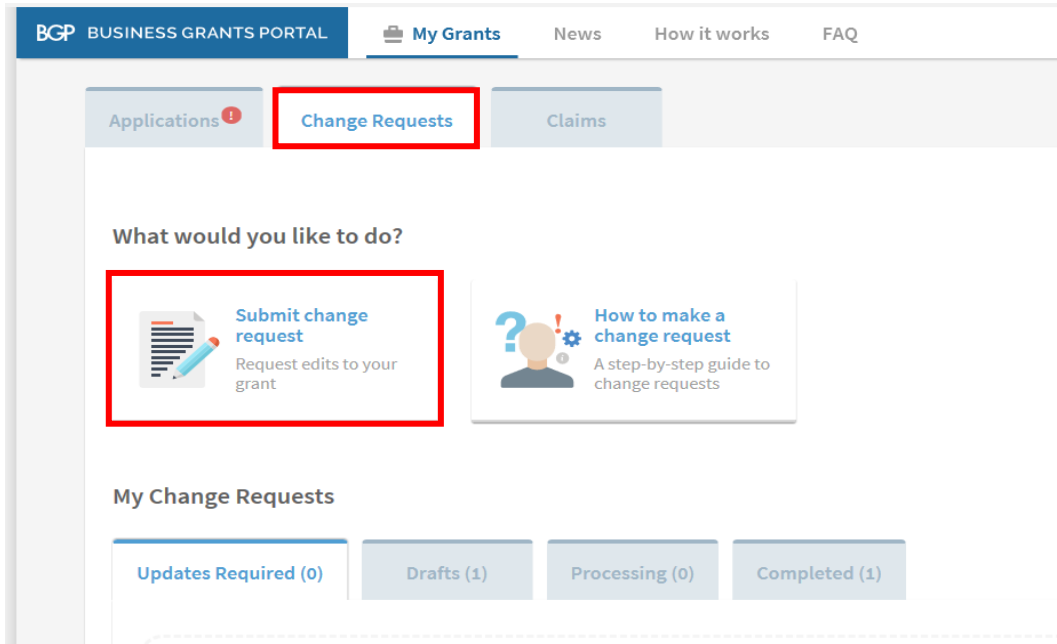 BGP BUSINESS GRANTS PORTAL My Grants News How it works FAQ
Applications ! Change Requests Claims
What would you like to do?
Submit change
request
Request edits to your
grant
How to make a
change request
A step-by-step guide to
change requests
My Change Requests
Updates Required (0) Drafts (1) Processing (0) Completed (1)